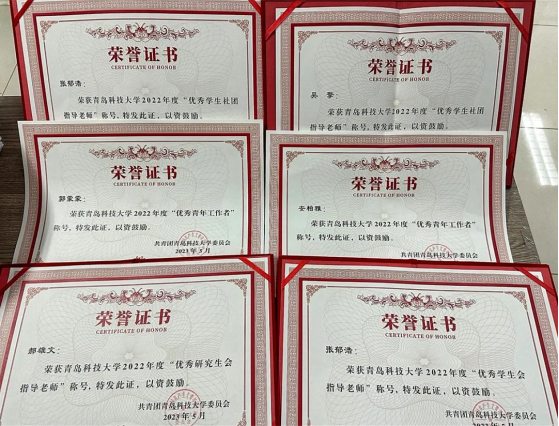 荣誉证书
CERTIFICATE OF HONOR
张郁浩：
荣获青岛科技大学2022年度“优秀学生社团
指导老师”称号，特发此证，以资鼓励。
荣誉证书
CERTIFICATE OF HONOR
吴 挚：
荣获青岛科技大学2022年度“优秀学生社团
指导老师”称号，特发此证，以资鼓励。
荣誉证书
CERTIFICATE OF HONOR
荣获青岛科技大学2022年度“优秀青年工作者”
称号，特发此证，以资鼓励。
共青团青岛科技大学委员会
2023年5月
荣誉证书
CERTIFICATE OF HONOR
安柏雅：
荣获青岛科技大学2022年度“优秀青年工作者”
称号，特发此证，以资鼓励。
共青团青岛科技大学委员会
荣誉证书
CERTIFICATE OF HONOR
郭雄文：
荣获青岛科技大学2022年度“优秀研究生会
指导老师”称号，特发此证，以资鼓励。
共青团青岛科技大学委员会
2023年5月
荣誉证书
CERTIFICATE OF HONOR
张郁浩：
荣获青岛科技大学2022年度“优秀学生会
指导老师”称号，特发此证，以资鼓励。
共青团青岛科技大学委员会